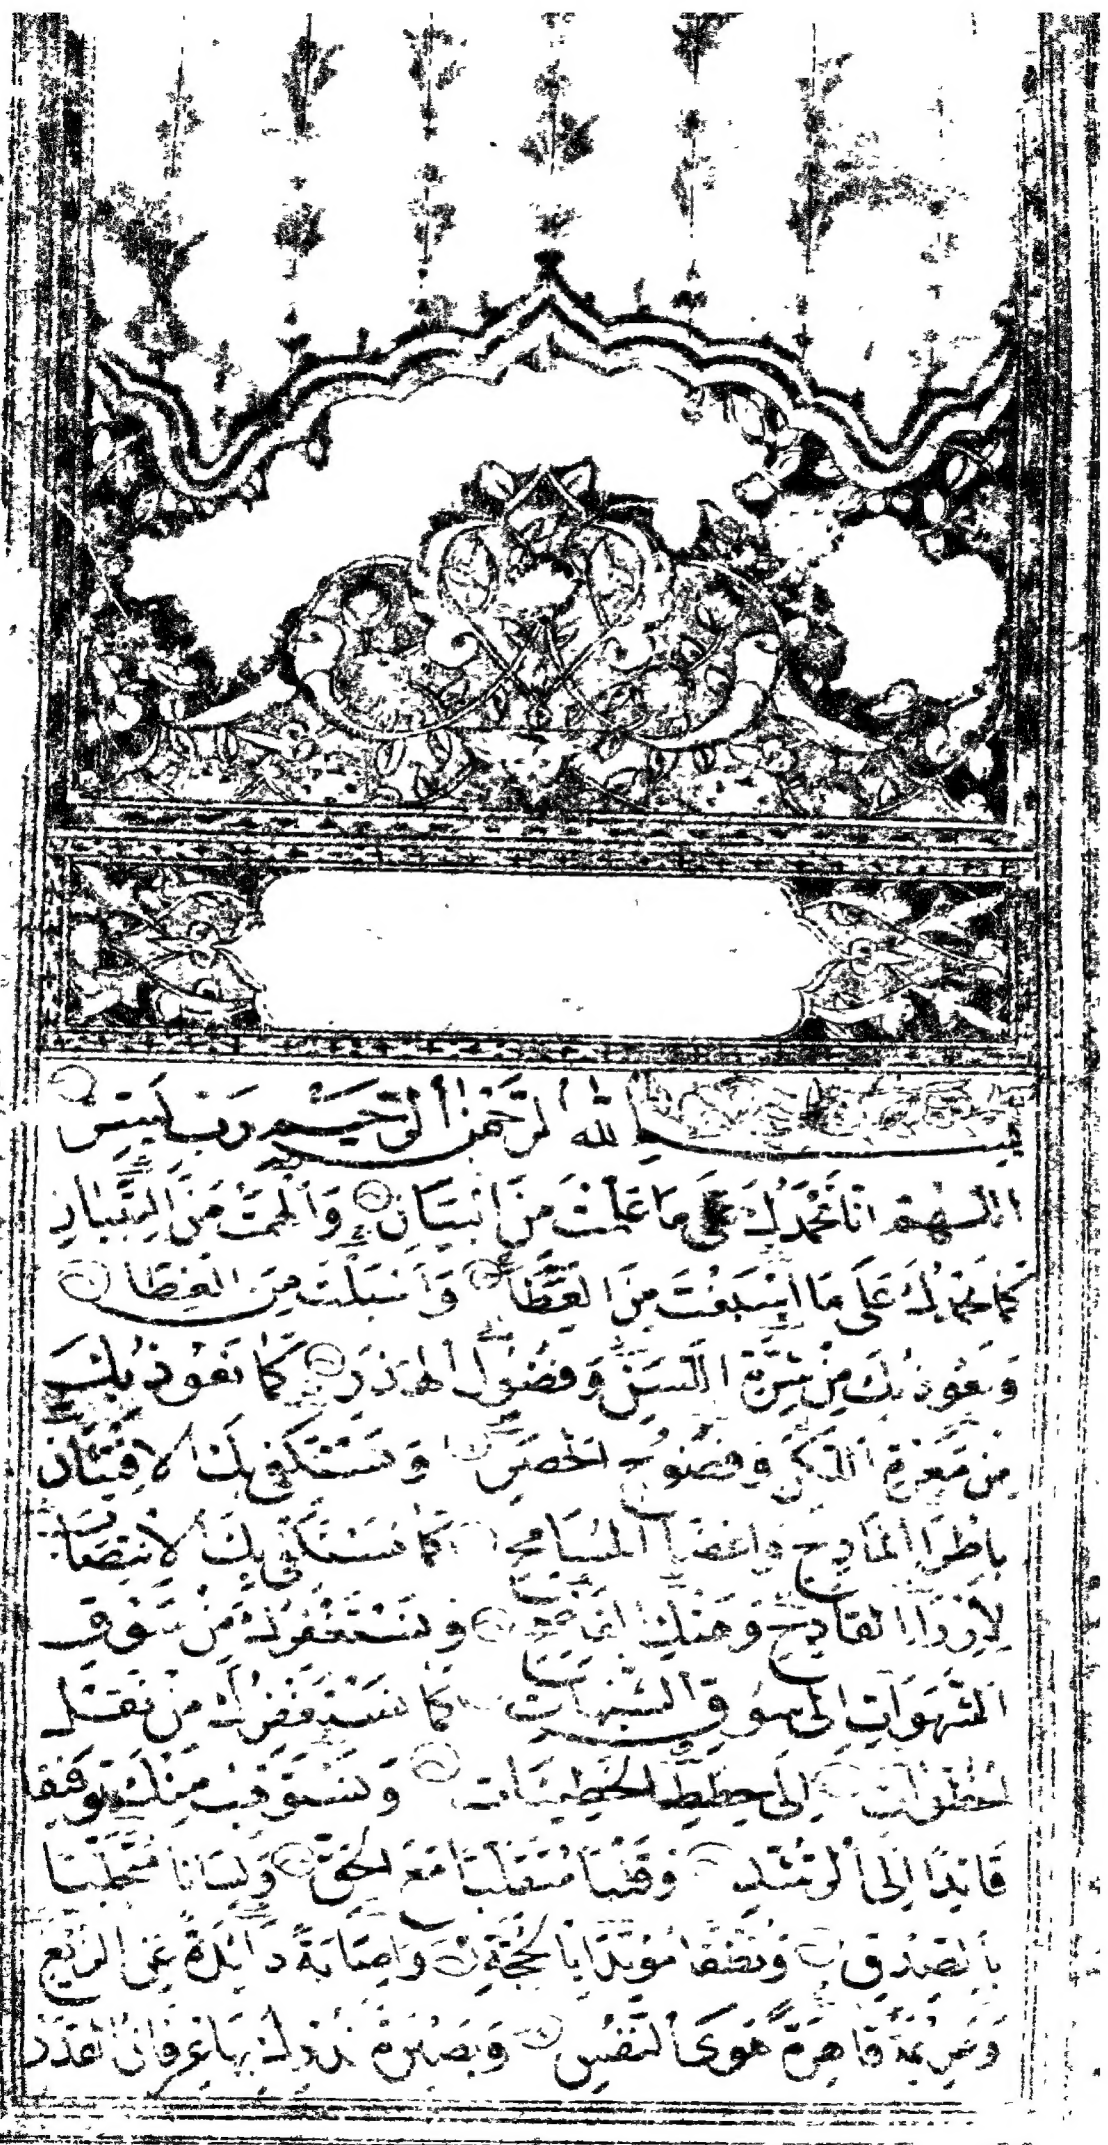 بسم الله الرحمن الرحيم رب يسر
اللهم انا نحمدك على ما علمت من البيان والهمت من التبيان
كما نحمدك على ما اسبغت من العطا واسبلت من الغطا
ونعوذ بك من شرة اللسن وفضول الهذر كما نعوذ بك
من معرة اللكن وفضوح الحصر ونستكفي بك الافتتان
باطرا المادح واغضا المسامح كما نستكفي بك الانتصاب
لازرا القادح وهتك الفاضح ونستغفرك من سوق
الشهوات الى سوق الشبهات كما نستغفرك من نقل
الخطوات الى خطط الخطيئات ونستوهب منك توفيقا
قائدا الى الرشد وقلبا متقلبا مع الحق ولسانا متحليا
بالصدق ونطقا مؤيدا بالحجة واصابة ذائدة عن الزيغ
وعزيمة قاهرة هوى النفس وبصيرة ندرك بها عرفان القدر